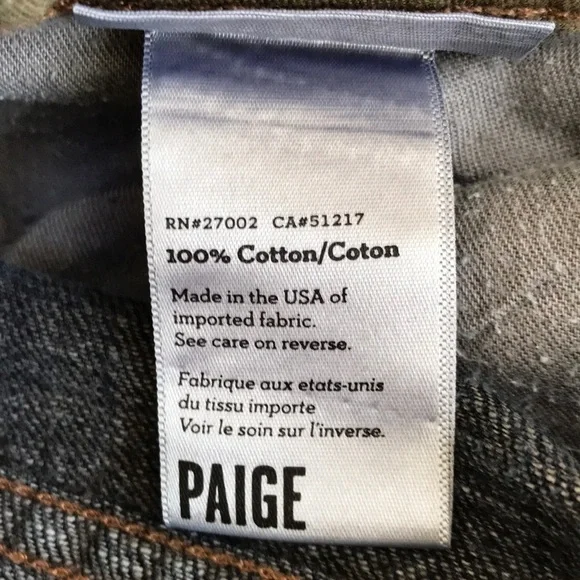 RN#27002 CA#51217
100% Cotton/Coton
Made in the USA of
imported fabric.
See care on reverse.
Fabrique aux etats-unis
du tissu importe
Voir le soin sur l'inverse.
PAIGE